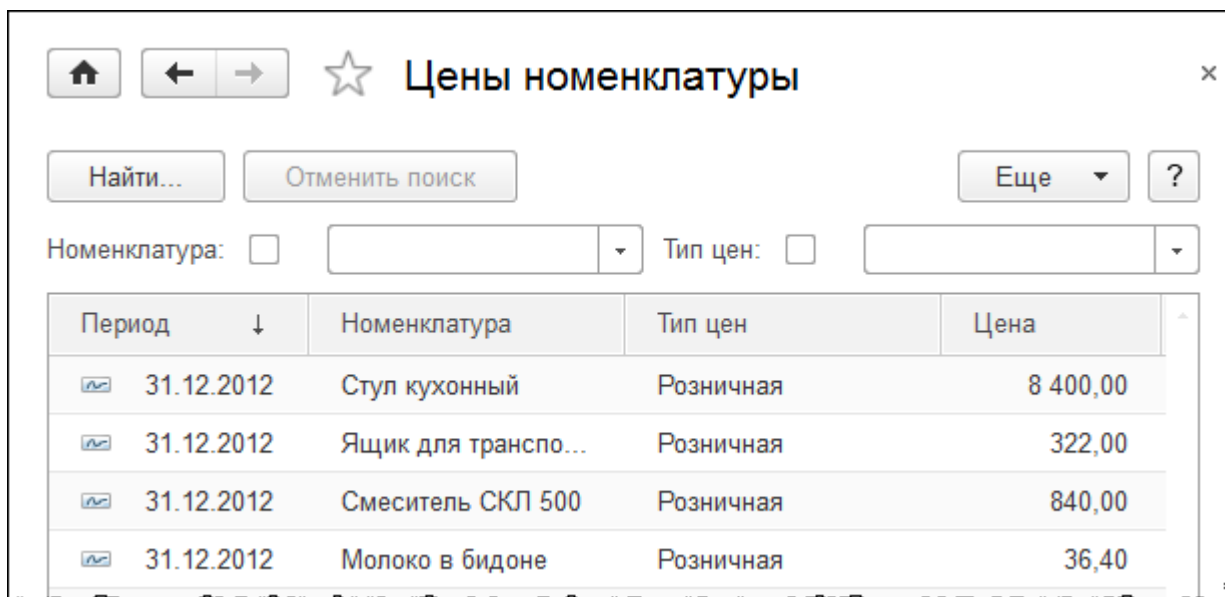 Цены номенклатуры
Найти... Отменить поиск Еще ?
Номенклатура: Тип цен:
Период ↓ Номенклатура Тип цен Цена
31.12.2012 Стул кухонный Розничная 8 400,00
31.12.2012 Ящик для транспо... Розничная 322,00
31.12.2012 Смеситель СКЛ 500 Розничная 840,00
31.12.2012 Молоко в бидоне Розничная 36,40